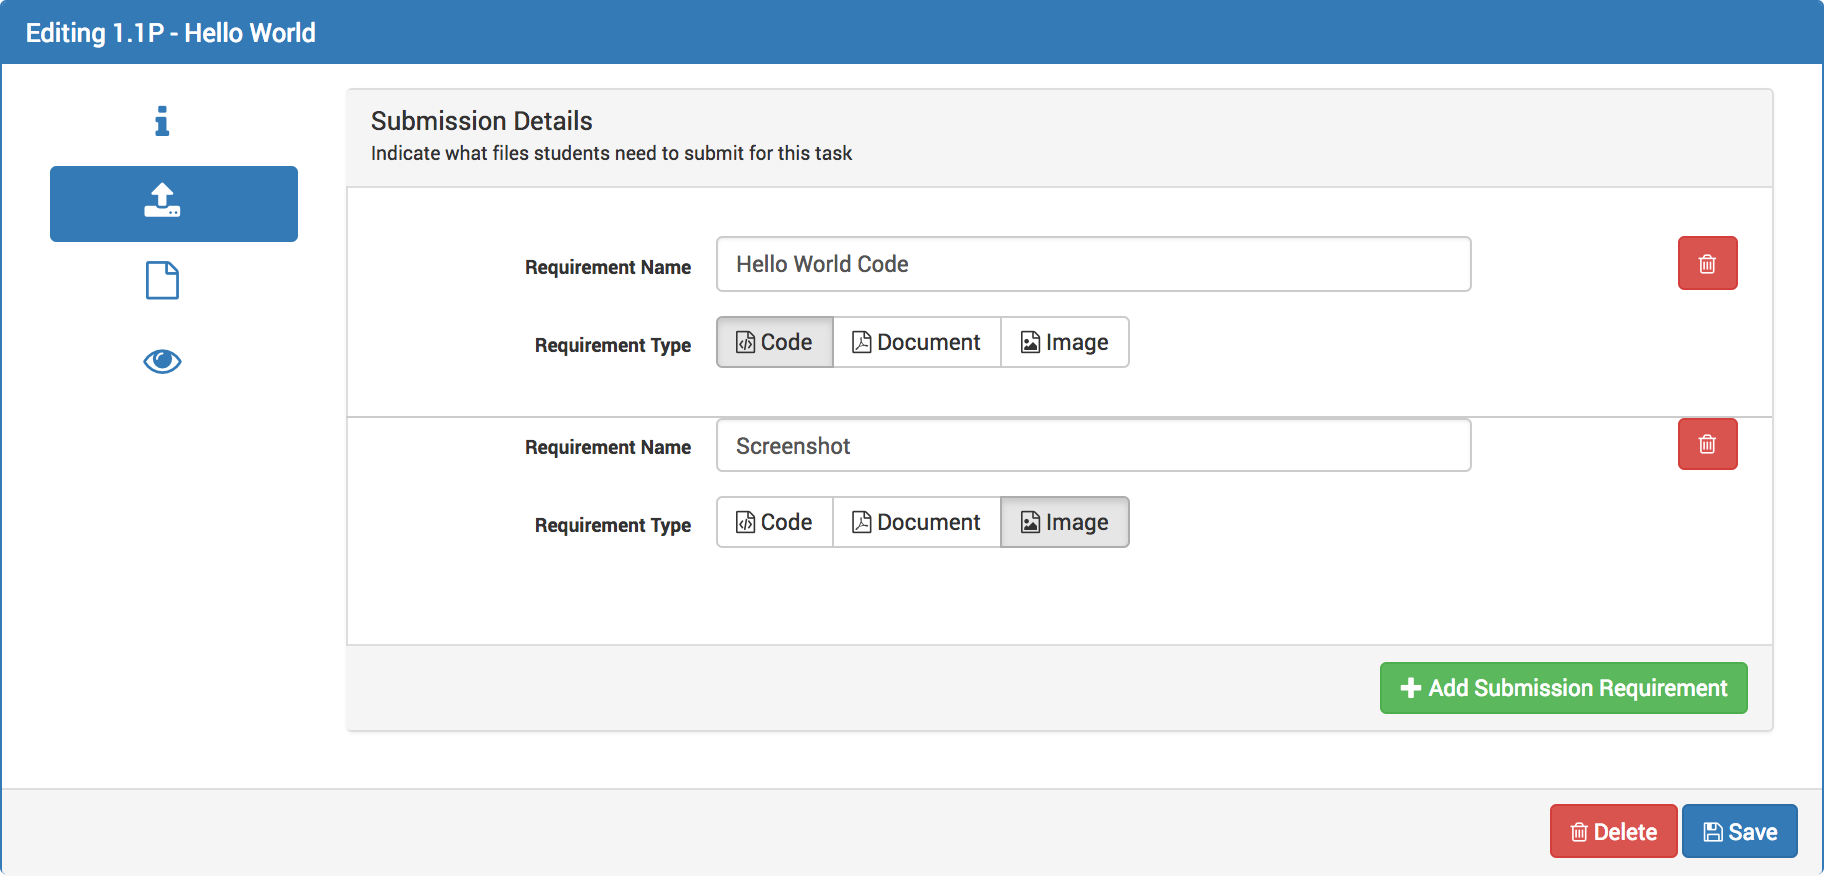 Editing 1.1P - Hello World
Submission Details
Indicate what files students need to submit for this task
Requirement Name Hello World Code
Requirement Type Code Document Image
Requirement Name Screenshot
Requirement Type Code Document Image
Add Submission Requirement
Delete Save